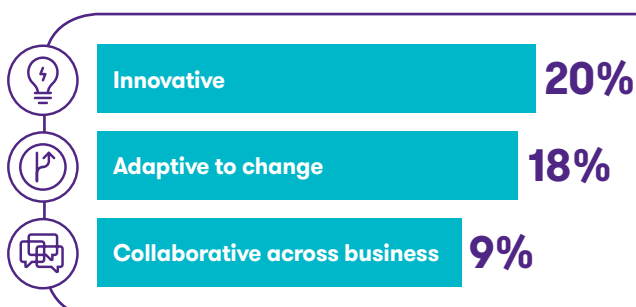 Innovative 20%
Adaptive to change 18%
Collaborative across business 9%